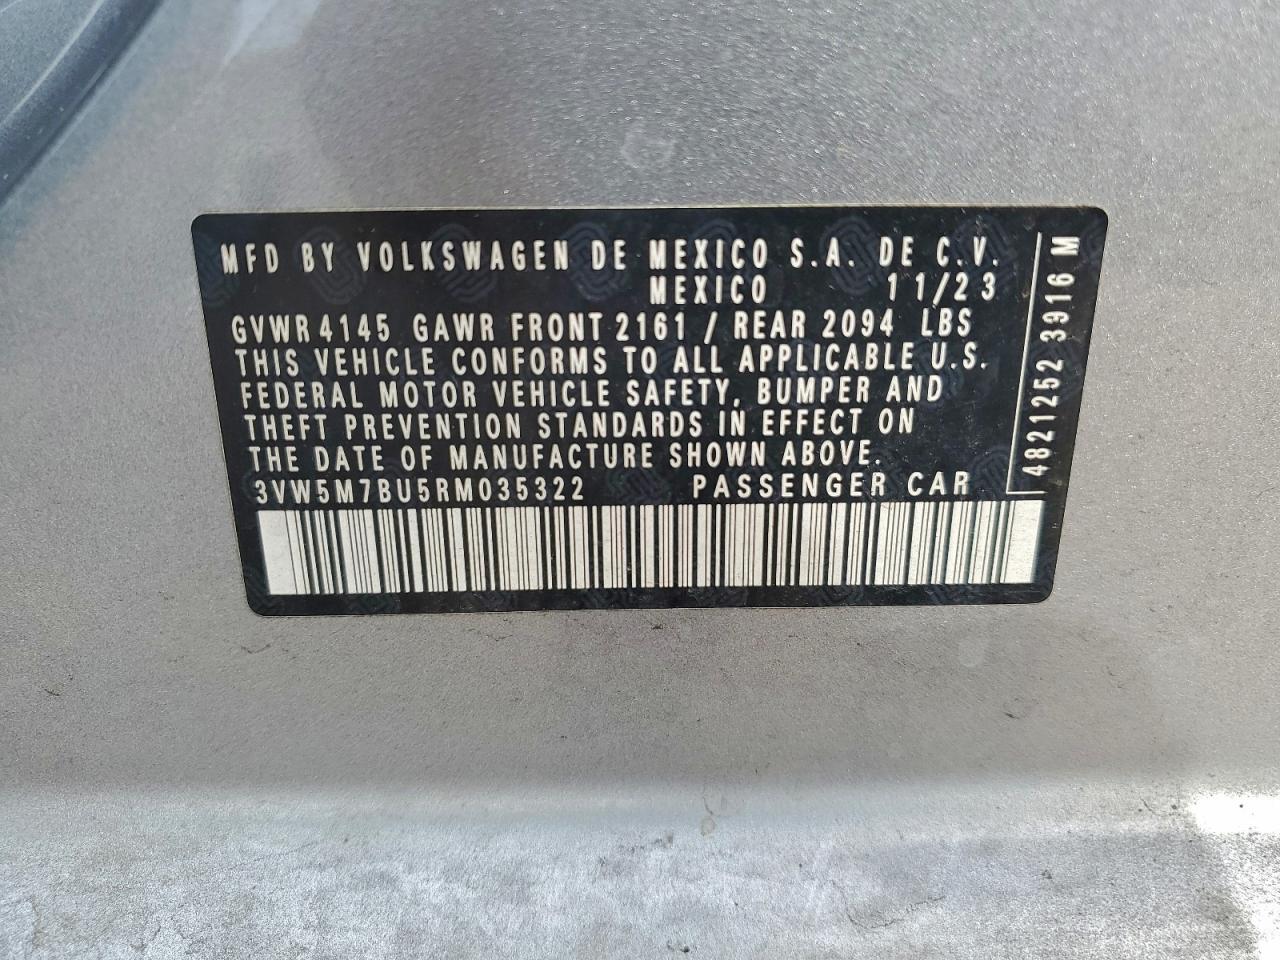 MFD BY VOLKSWAGEN DE MEXICO S.A. DE C.V.
MEXICO 11/23
GVWR 4145 GAWR FRONT 2161 / REAR 2094 LBS
THIS VEHICLE CONFORMS TO ALL APPLICABLE U.S.
FEDERAL MOTOR VEHICLE SAFETY, BUMPER AND
THEFT PREVENTION STANDARDS IN EFFECT ON
THE DATE OF MANUFACTURE SHOWN ABOVE.
3VW5M7BU5RM035322 PASSENGER CAR
4821252 3916 M